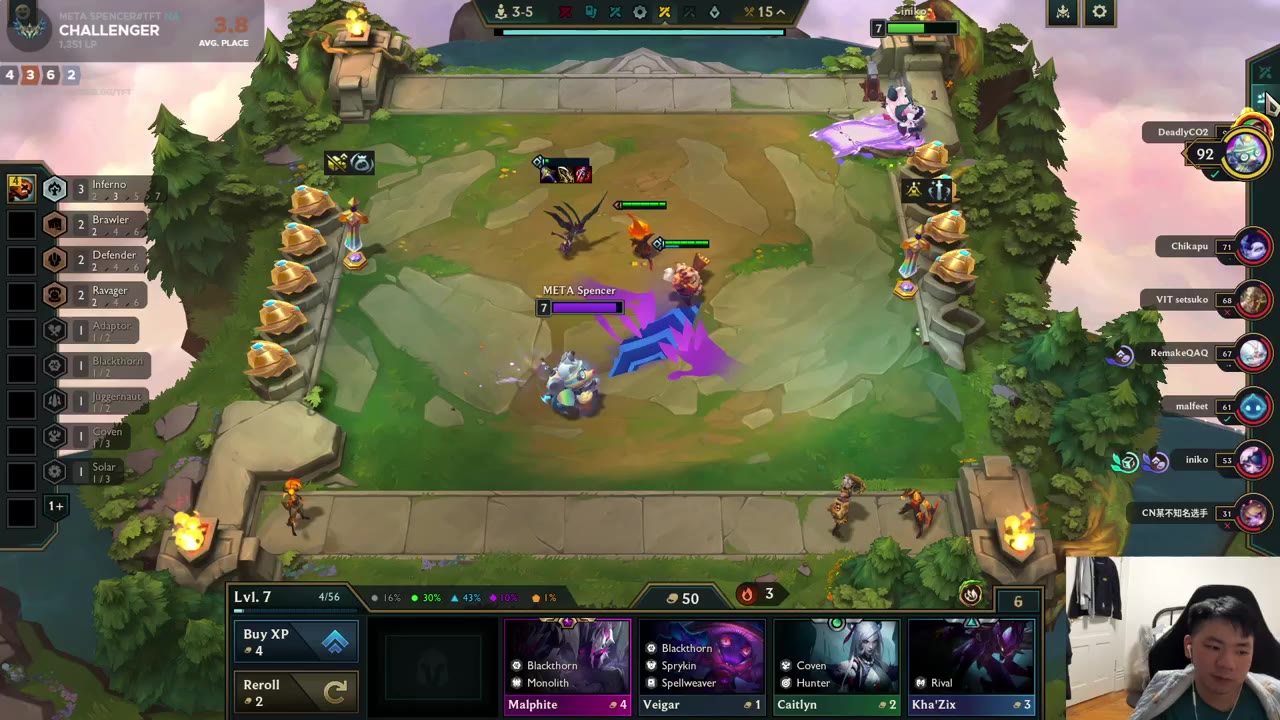 META SPENCER#TFT NA
CHALLENGER
1,351 LP
3.8
AVG. PLACE
4 3 6 2
3-5
15
iniko
7
DeadlyCO2
92
Chikapu 71
VIT setsuko 68
RemakeQAQ 67
malfeet 61
iniko 53
CN某不知名选手 31
3 Inferno
2 3 5 7
2 Brawler
2 4 6
2 Defender
2 4 6
2 Ravager
2 4 6
1 Adaptor
1 / 2
1 Blackthorn
1 / 2
1 Juggernaut
1 / 2
1 Coven
1 / 3
1 Solar
1 / 3
1+
1
META Spencer
7
Lvl. 7 4/56
16% 30% 43% 10% 1%
50
3
6
Buy XP
4
Reroll
2
Blackthorn
Monolith
Malphite 4
Blackthorn
Sprykin
Spellweaver
Veigar 1
Coven
Hunter
Caitlyn 2
Rival
Kha'Zix 3